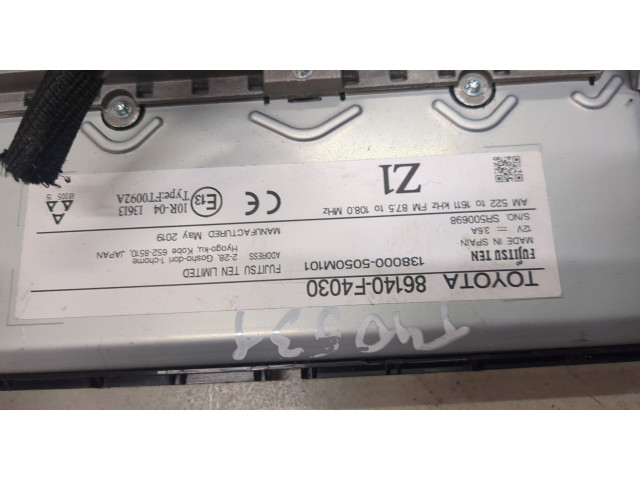 TOYOTA 86140-F4030
FUJITSU TEN 138000-5050M101
MADE IN SPAIN
12V 3.6A
S/NO. SR500698
AM 522 to 1611 kHz FM 87.5 to 108.0 MHz
Z1
FUJITSU TEN LIMITED
ADDRESS 2-28, Gosho-dori 1-chome
Hyogo-ku, Kobe 652-8510, JAPAN
MANUFACTURED May 2019
CE
E13 10R-04 13613
Type:FT0092A